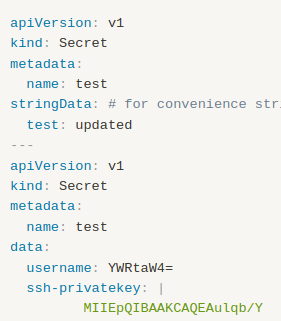 apiVersion: v1
kind: Secret
metadata:
  name: test
stringData: # for convenience
  test: updated
---
apiVersion: v1
kind: Secret
metadata:
  name: test
data:
  username: YWRtaW4=
  ssh-privatekey: |
         MIIEpQIBAAKCAQEAulqb/Y